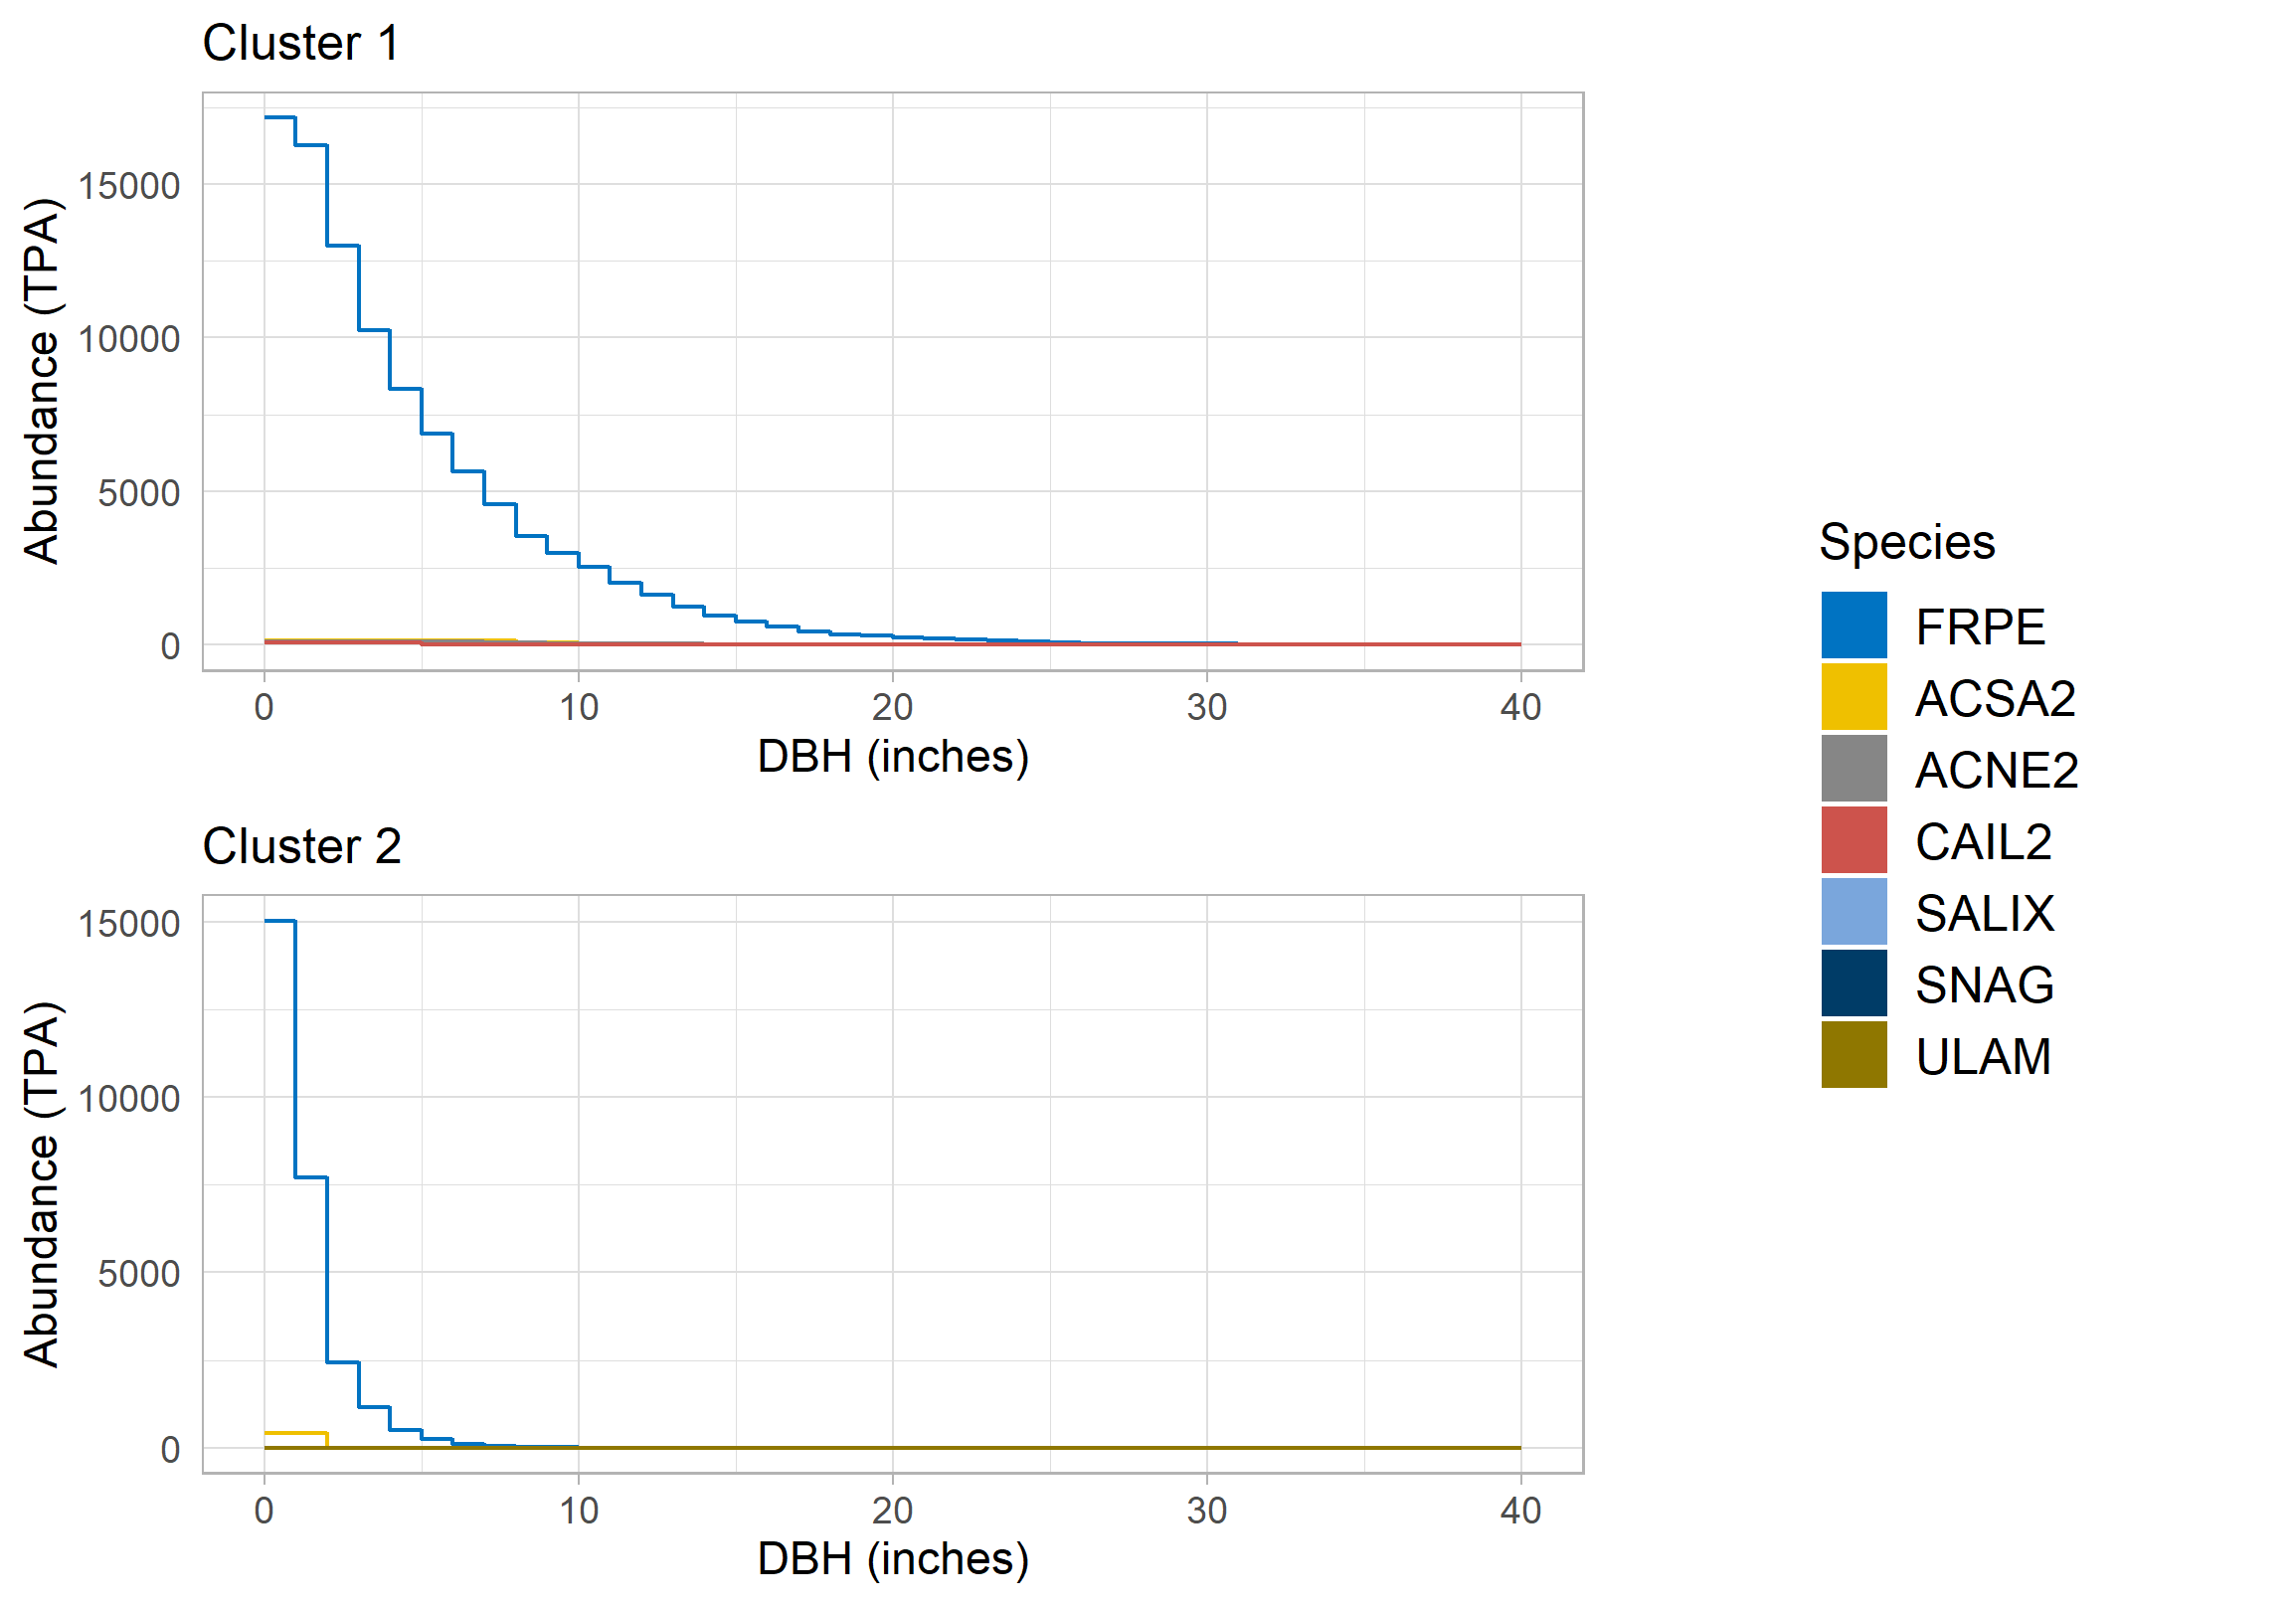 Cluster 1
Abundance (TPA)
15000
10000
5000
0
0 10 20 30 40
DBH (inches)
Cluster 2
Abundance (TPA)
15000
10000
5000
0
0 10 20 30 40
DBH (inches)
Species
FRPE
ACSA2
ACNE2
CAIL2
SALIX
SNAG
ULAM